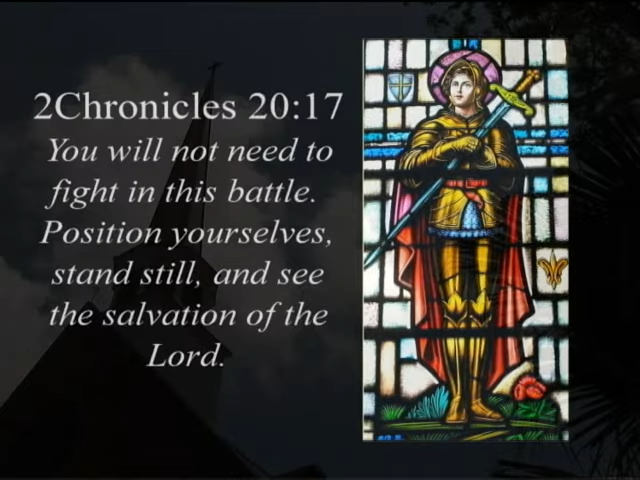 2Chronicles 20:17
You will not need to
fight in this battle.
Position yourselves,
stand still, and see
the salvation of the
Lord.